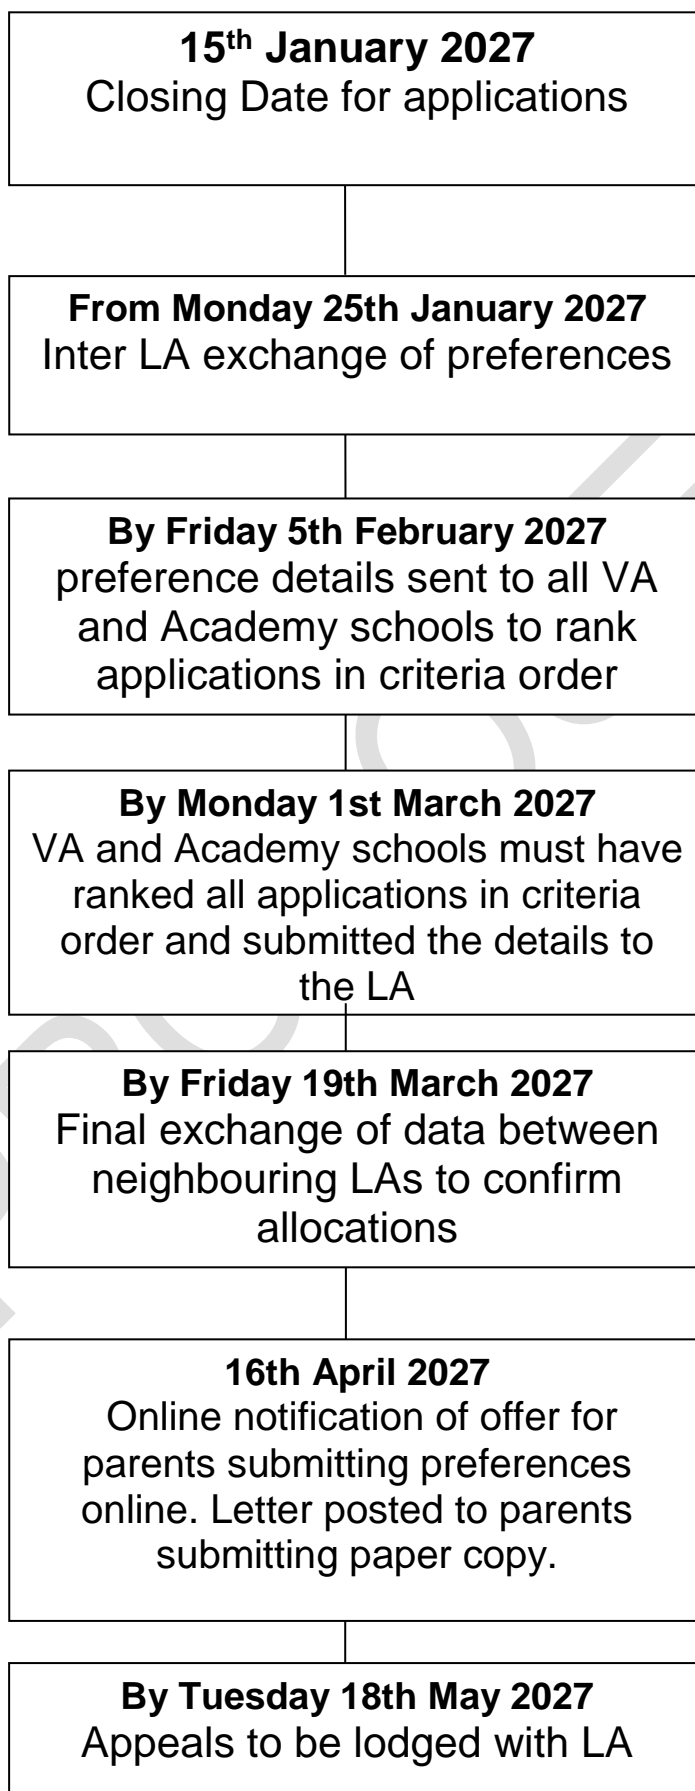 15th January 2027
Closing Date for applications
From Monday 25th January 2027
Inter LA exchange of preferences
By Friday 5th February 2027
preference details sent to all VA
and Academy schools to rank
applications in criteria order
By Monday 1st March 2027
VA and Academy schools must have
ranked all applications in criteria
order and submitted the details to
the LA
By Friday 19th March 2027
Final exchange of data between
neighbouring LAs to confirm
allocations
16th April 2027
Online notification of offer for
parents submitting preferences
online. Letter posted to parents
submitting paper copy.
By Tuesday 18th May 2027
Appeals to be lodged with LA